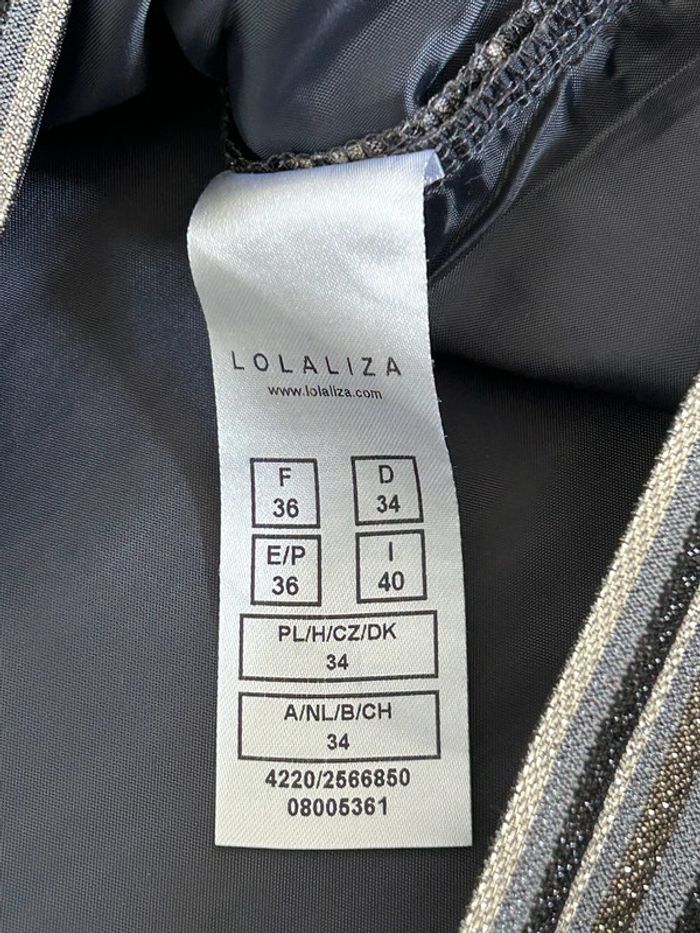 LOLALIZA
www.lolaliza.com
F D
36 34
E/P I
36 40
PL/H/CZ/DK
34
A/NL/B/CH
34
4220/2566850
08005361